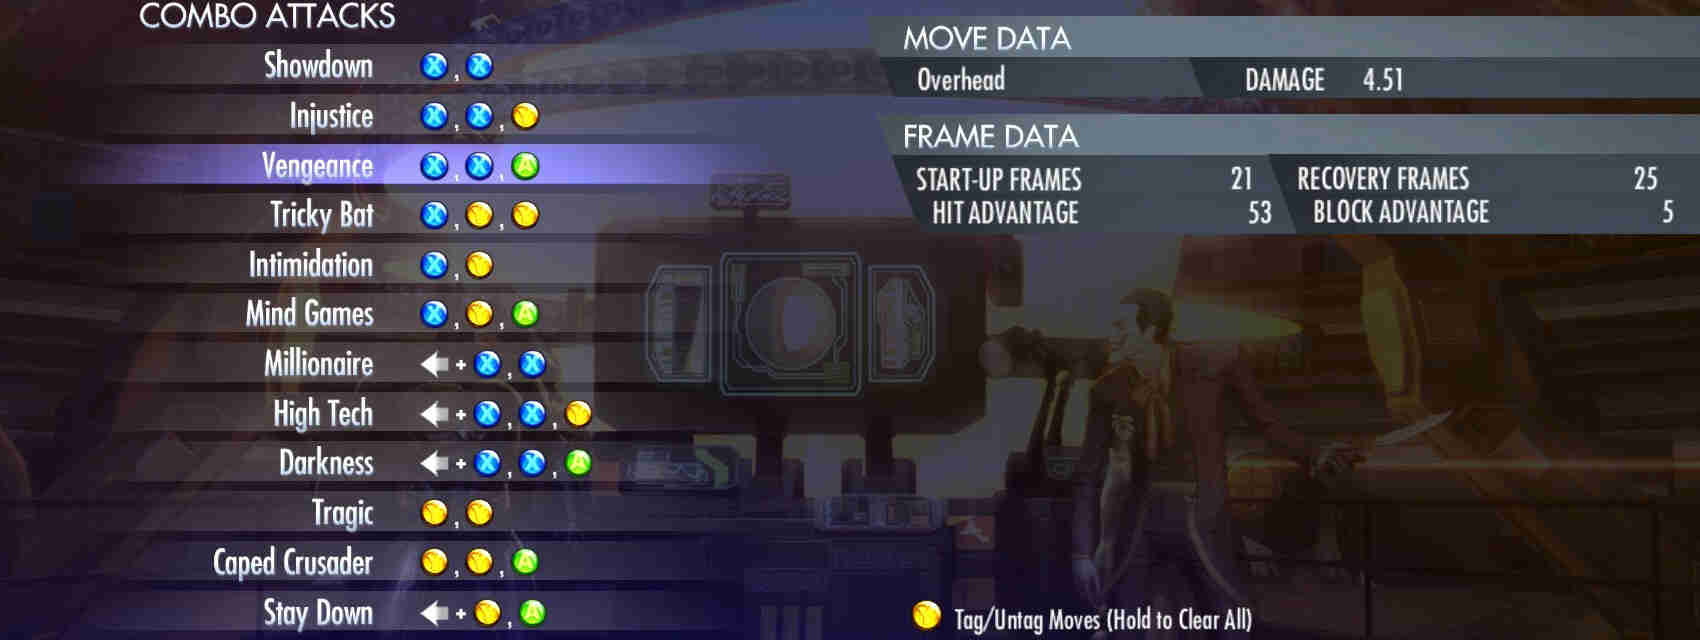 COMBO ATTACKS
Showdown X , X
Injustice X , X , Y
Vengeance X , X , A
Tricky Bat X , Y , Y
Intimidation X , Y
Mind Games X , Y , A
Millionaire + X , X
High Tech + X , X , Y
Darkness + X , X , A
Tragic Y , Y
Caped Crusader Y , Y , A
Stay Down + Y , A
MOVE DATA
Overhead DAMAGE 4.51
FRAME DATA
START-UP FRAMES 21 RECOVERY FRAMES 25
HIT ADVANTAGE 53 BLOCK ADVANTAGE 5
Y Tag/Untag Moves (Hold to Clear All)